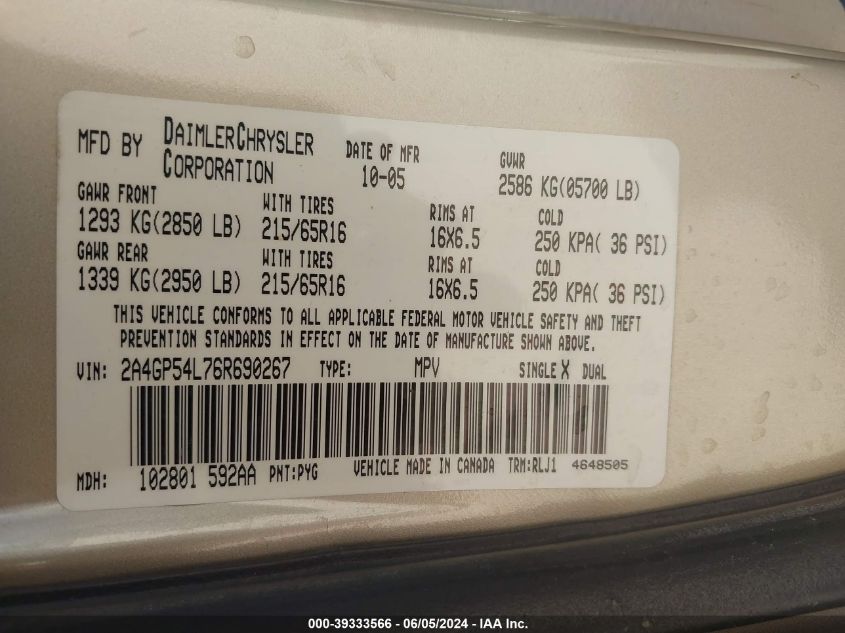 MFD BY DAIMLERCHRYSLER CORPORATION DATE OF MFR 10-05 GVWR 2586 KG(05700 LB)
GAWR FRONT WITH TIRES RIMS AT COLD
1293 KG(2850 LB) 215/65R16 16X6.5 250 KPA( 36 PSI)
GAWR REAR WITH TIRES RIMS AT COLD
1339 KG(2950 LB) 215/65R16 16X6.5 250 KPA( 36 PSI)
THIS VEHICLE CONFORMS TO ALL APPLICABLE FEDERAL MOTOR VEHICLE SAFETY AND THEFT
PREVENTION STANDARDS IN EFFECT ON THE DATE OF MANUFACTURE SHOWN ABOVE.
VIN: 2A4GP54L76R690267 TYPE: MPV SINGLE X DUAL
MDH: 102801 592AA PNT:PYG VEHICLE MADE IN CANADA TRM:RLJ1 4648505
000-39333566 - 06/05/2024 - IAA Inc.